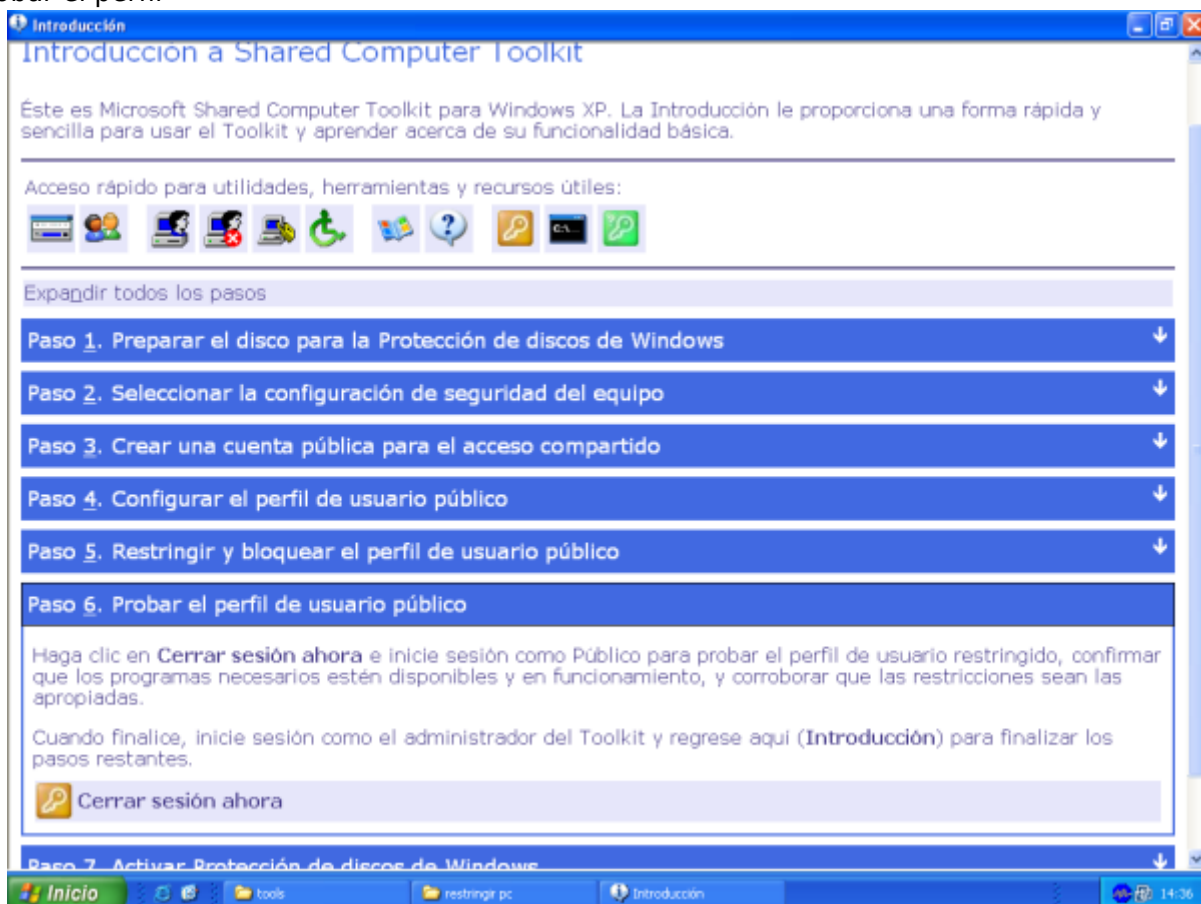 Introducción
Introducción a Shared Computer Toolkit
Éste es Microsoft Shared Computer Toolkit para Windows XP. La Introducción le proporciona una forma rápida y
sencilla para usar el Toolkit y aprender acerca de su funcionalidad básica.
Acceso rápido para utilidades, herramientas y recursos útiles:
C:\...
Expandir todos los pasos
Paso 1. Preparar el disco para la Protección de discos de Windows
Paso 2. Seleccionar la configuración de seguridad del equipo
Paso 3. Crear una cuenta pública para el acceso compartido
Paso 4. Configurar el perfil de usuario público
Paso 5. Restringir y bloquear el perfil de usuario público
Paso 6. Probar el perfil de usuario público
Haga clic en Cerrar sesión ahora e inicie sesión como Público para probar el perfil de usuario restringido, confirmar
que los programas necesarios estén disponibles y en funcionamiento, y corroborar que las restricciones sean las
apropiadas.
Cuando finalice, inicie sesión como el administrador del Toolkit y regrese aquí (Introducción) para finalizar los
pasos restantes.
Cerrar sesión ahora
Paso 7. Activar Protección de discos de Windows
Inicio tools restringir pc Introducción 14:36